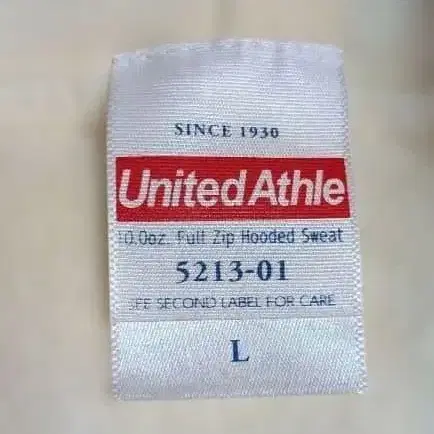 SINCE 1930
United Athle
10.0oz. Full Zip Hooded Sweat
5213-01
SEE SECOND LABEL FOR CARE
L